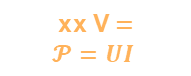 xx V =
𝒫 = UI